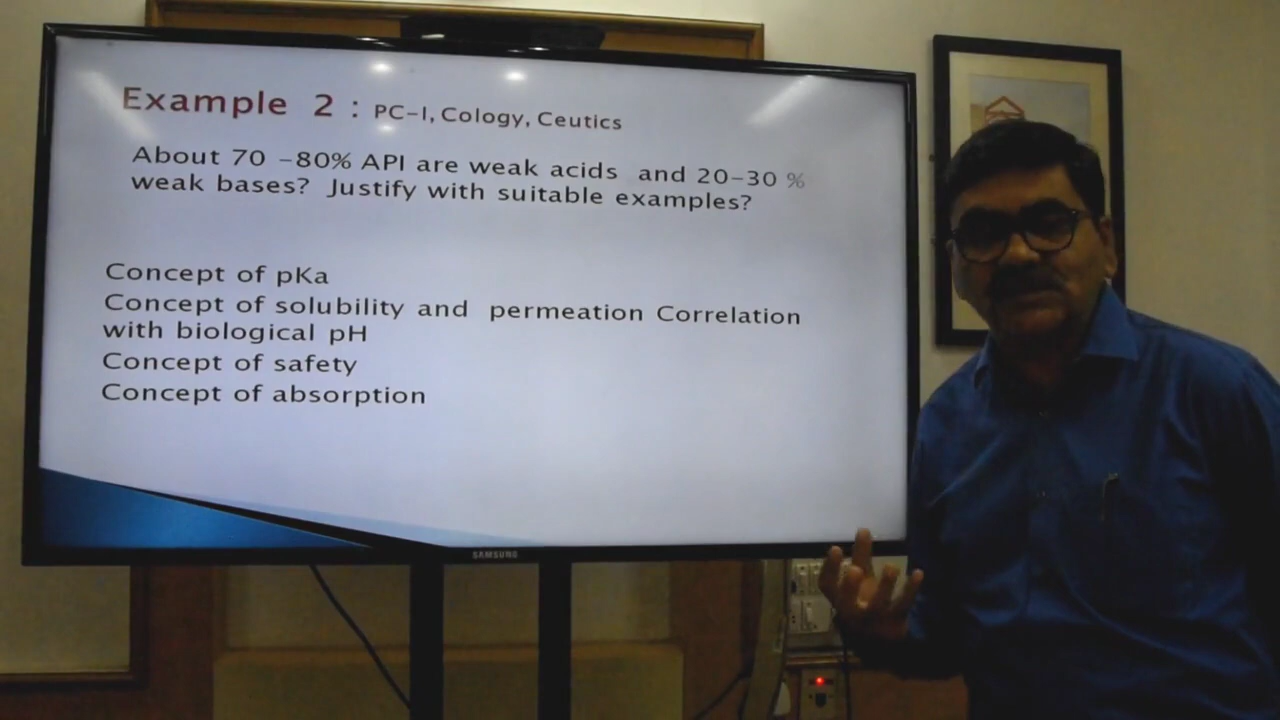 Example 2 : PC-I, Cology, Ceutics
About 70 -80% API are weak acids and 20-30 %
weak bases? Justify with suitable examples?
Concept of pKa
Concept of solubility and permeation Correlation
with biological pH
Concept of safety
Concept of absorption
SAMSUNG